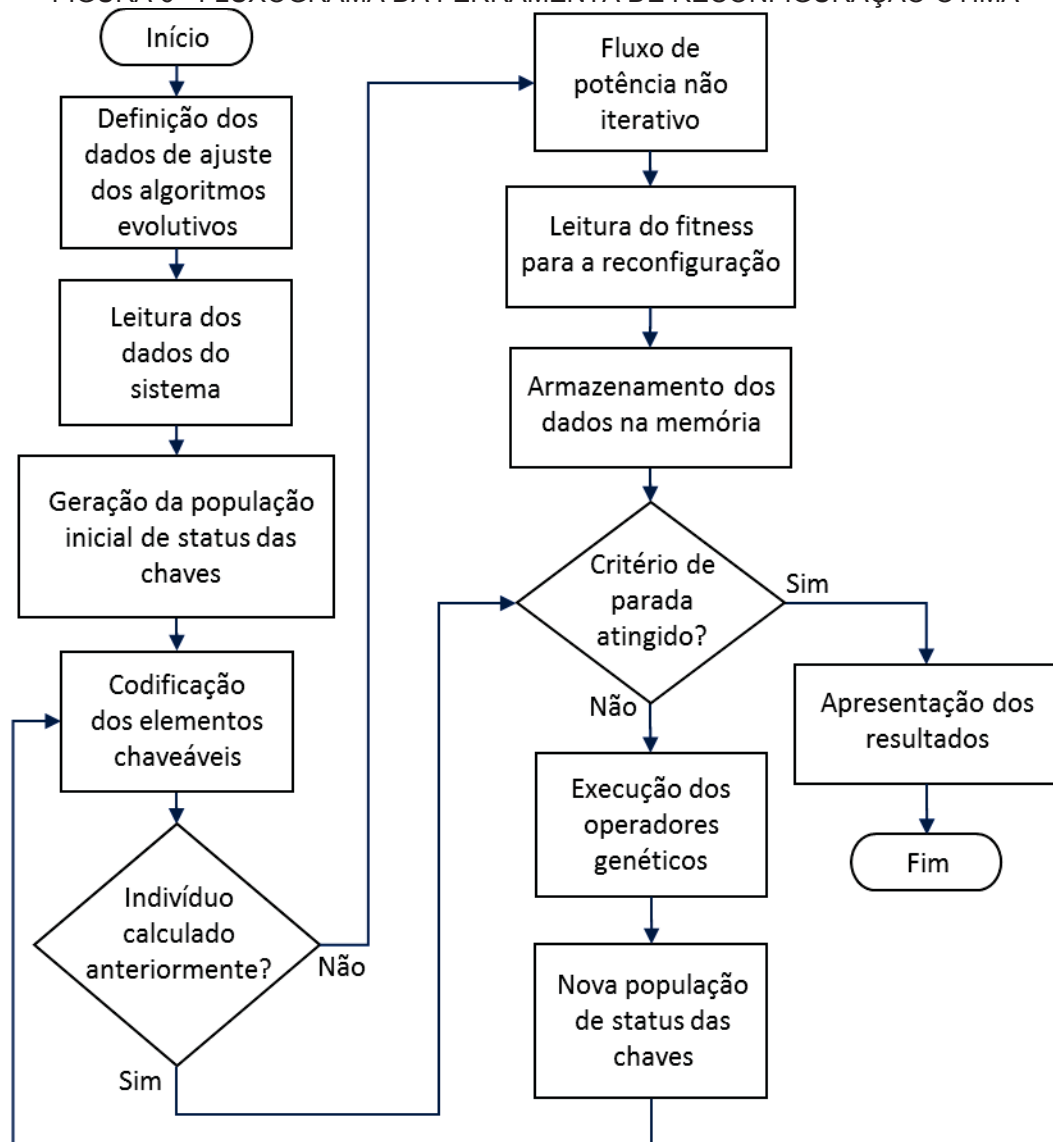 Início
Definição dos
dados de ajuste
dos algoritmos
evolutivos
Leitura dos
dados do
sistema
Geração da população
inicial de status das
chaves
Codificação
dos elementos
chaveáveis
Indivíduo
calculado
anteriormente?
Não
Sim
Fluxo de
potência não
iterativo
Leitura do fitness
para a reconfiguração
Armazenamento dos
dados na memória
Critério de
parada
atingido?
Sim
Não
Apresentação dos
resultados
Fim
Execução dos
operadores
genéticos
Nova população
de status das
chaves